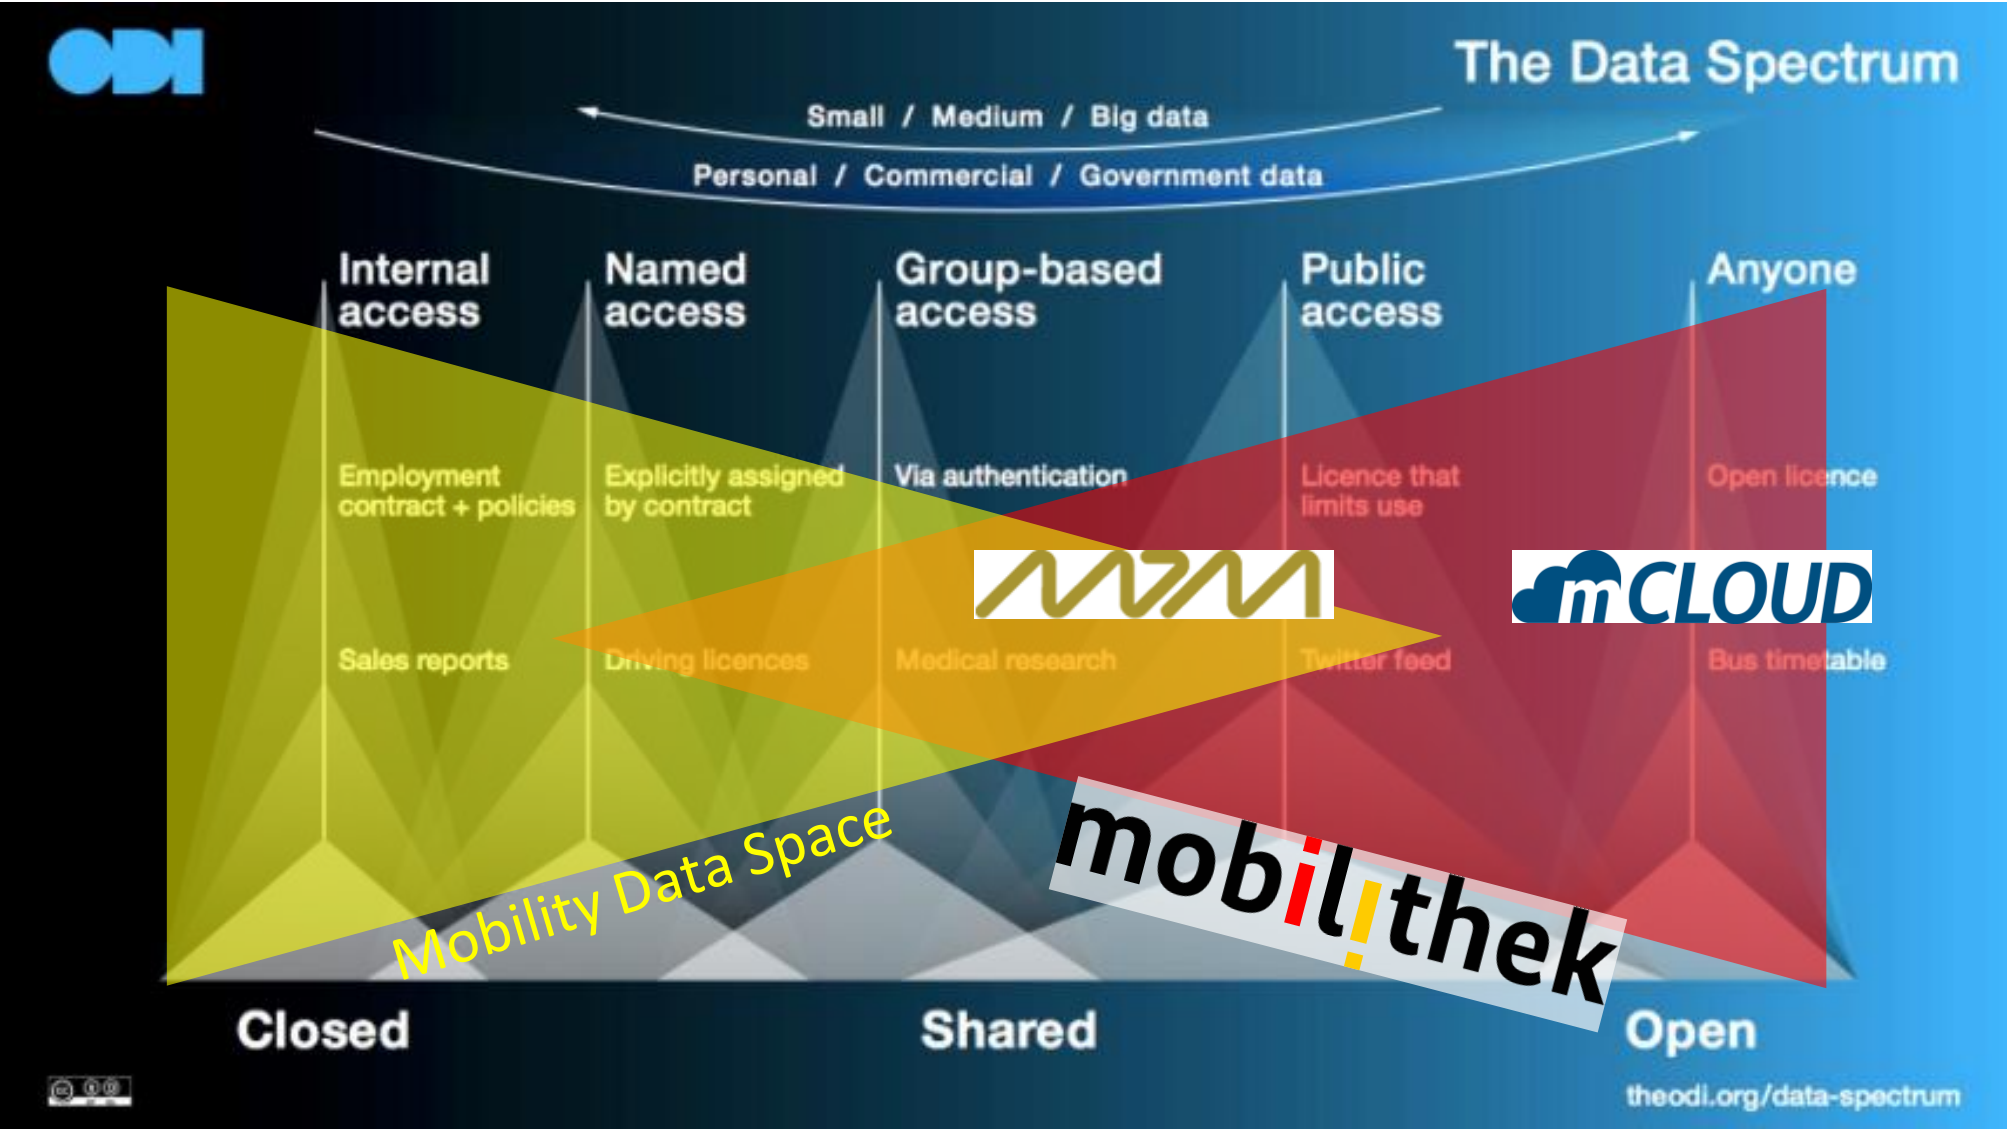 ODI
The Data Spectrum
Small / Medium / Big data
Personal / Commercial / Government data
Internal access
Named access
Group-based access
Public access
Anyone
Employment contract + policies
Explicitly assigned by contract
Via authentication
Licence that limits use
Open licence
MDM
mCLOUD
Sales reports
Driving licences
Medical research
Twitter feed
Bus timetable
Mobility Data Space
mobilithek
Closed
Shared
Open
theodi.org/data-spectrum